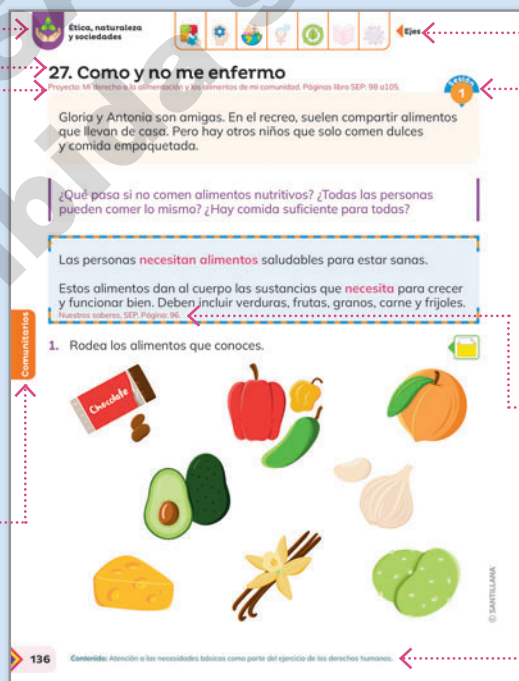 Ética, naturaleza
y sociedades
Ejes
27. Como y no me enfermo
Proyecto: Mi derecho a la alimentación y los alimentos de mi comunidad. Páginas libro SEP: 98 a105.
Sesión
1
Gloria y Antonia son amigas. En el recreo, suelen compartir alimentos
que llevan de casa. Pero hay otros niños que solo comen dulces
y comida empaquetada.
¿Qué pasa si no comen alimentos nutritivos? ¿Todas las personas
pueden comer lo mismo? ¿Hay comida suficiente para todas?
Las personas necesitan alimentos saludables para estar sanas.
Estos alimentos dan al cuerpo las sustancias que necesita para crecer
y funcionar bien. Deben incluir verduras, frutas, granos, carne y frijoles.
Nuestros saberes, SEP, Página: 96.
Comunitarios
1. Rodea los alimentos que conoces.
Chocolate
© SANTILLANA
136
Contenido: Atención a las necesidades básicas como parte del ejercicio de los derechos humanos.